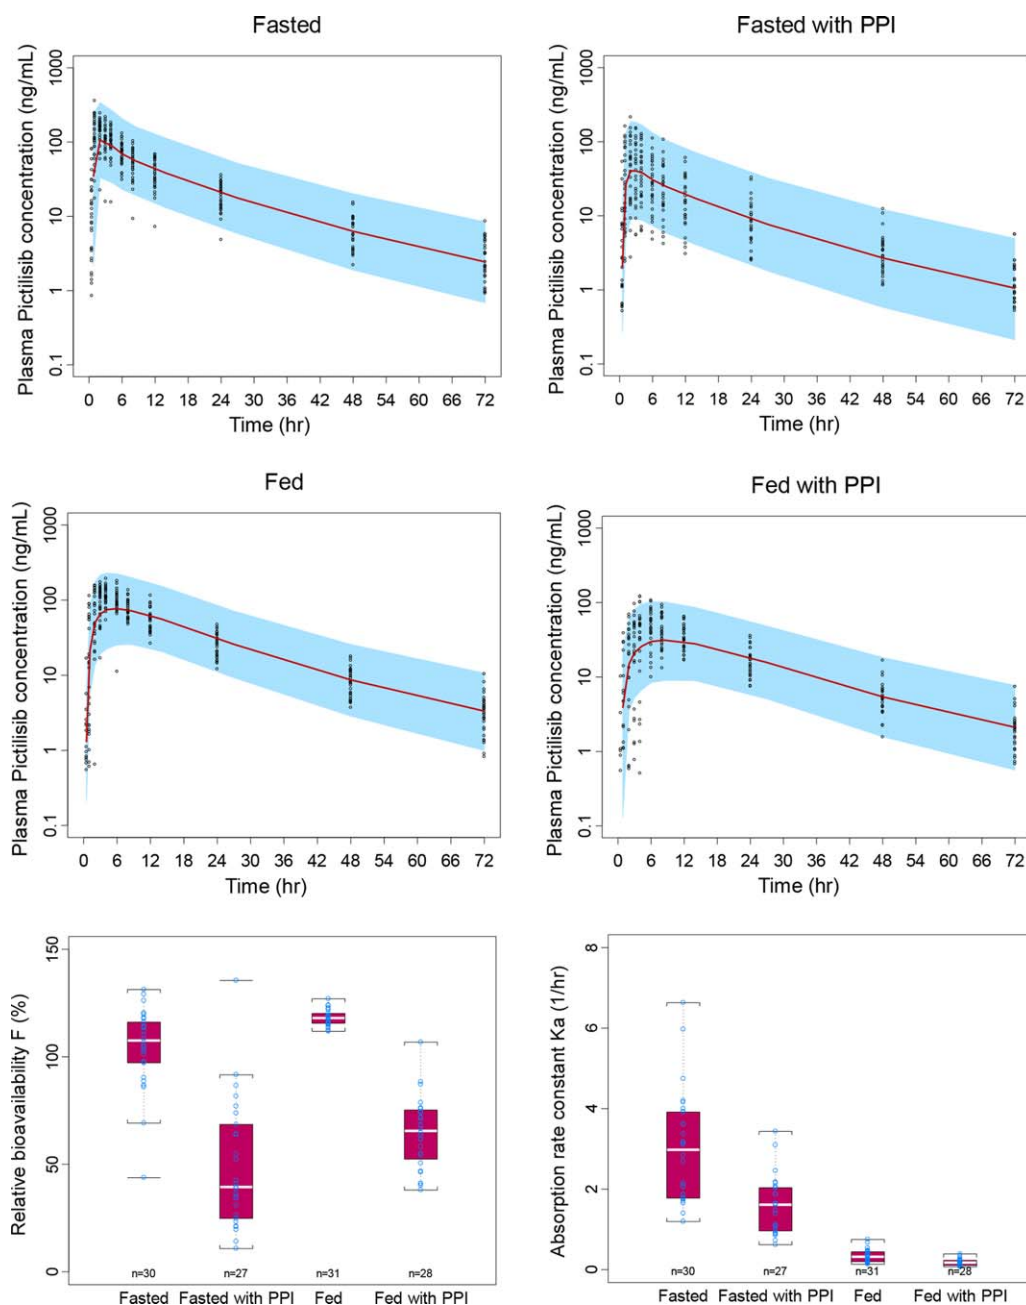 Fasted
Fasted with PPI
Plasma Pictilisib concentration (ng/mL)
1000
100
10
1
0.1
0 6 12 18 24 30 36 42 48 54 60 66 72
Time (hr)
Plasma Pictilisib concentration (ng/mL)
1000
100
10
1
0.1
0 6 12 18 24 30 36 42 48 54 60 66 72
Time (hr)
Fed
Fed with PPI
Plasma Pictilisib concentration (ng/mL)
1000
100
10
1
0.1
0 6 12 18 24 30 36 42 48 54 60 66 72
Time (hr)
Plasma Pictilisib concentration (ng/mL)
1000
100
10
1
0.1
0 6 12 18 24 30 36 42 48 54 60 66 72
Time (hr)
Relative bioavailability F (%)
150
100
50
0
n=30 n=27 n=31 n=28
Fasted Fasted with PPI Fed Fed with PPI
Absorption rate constant Ka (1/hr)
8
6
4
2
0
n=30 n=27 n=31 n=28
Fasted Fasted with PPI Fed Fed with PPI